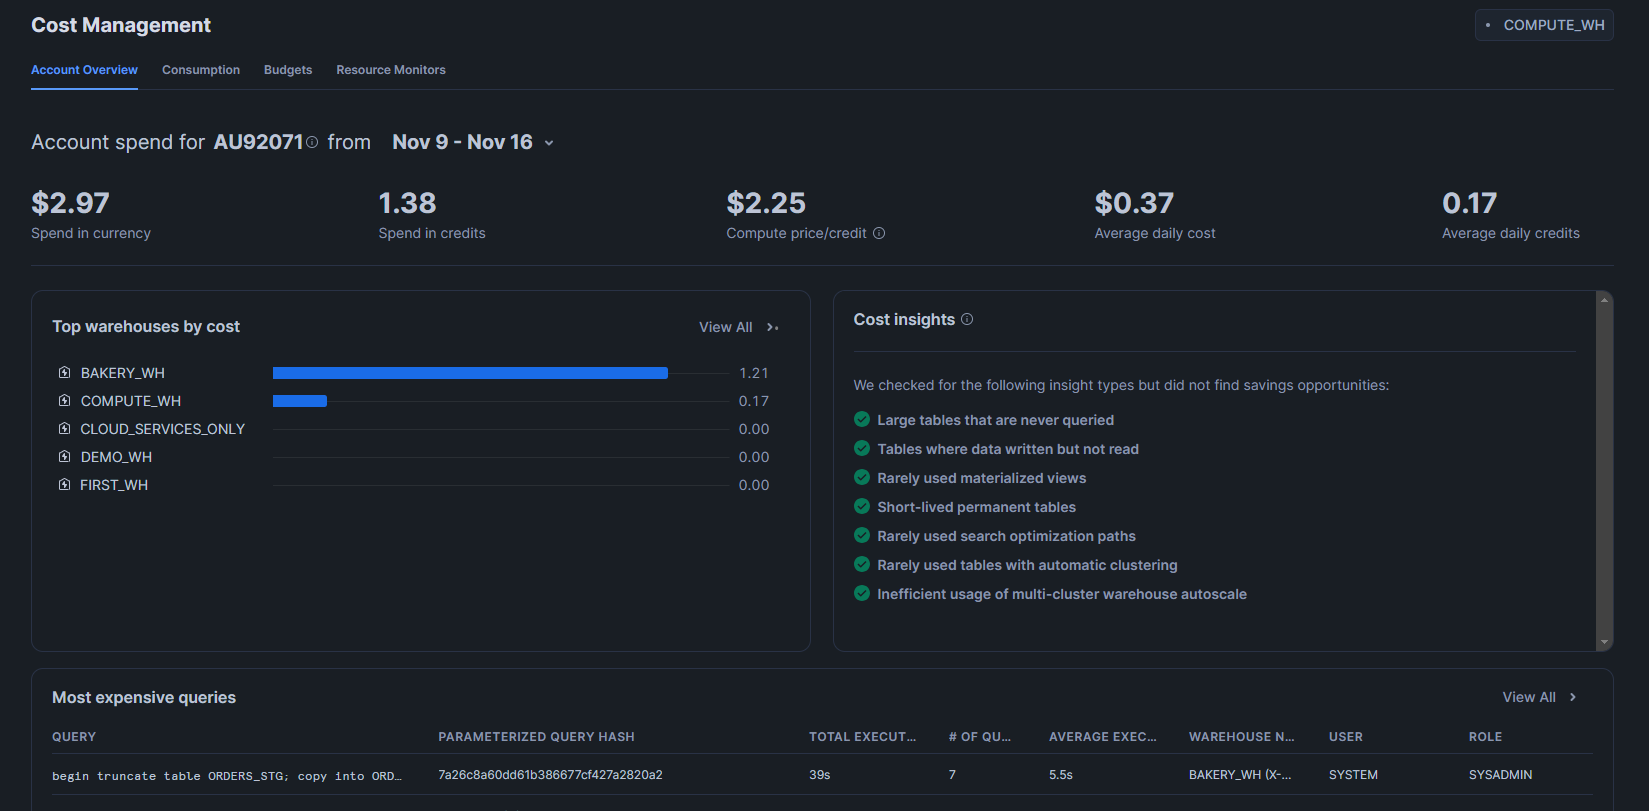 Cost Management
COMPUTE_WH
Account Overview Consumption Budgets Resource Monitors
Account spend for AU92071 from Nov 9 - Nov 16
$2.97 1.38 $2.25 $0.37 0.17
Spend in currency Spend in credits Compute price/credit Average daily cost Average daily credits
Top warehouses by cost View All
BAKERY_WH 1.21
COMPUTE_WH 0.17
CLOUD_SERVICES_ONLY 0.00
DEMO_WH 0.00
FIRST_WH 0.00
Cost insights
We checked for the following insight types but did not find savings opportunities:
Large tables that are never queried
Tables where data written but not read
Rarely used materialized views
Short-lived permanent tables
Rarely used search optimization paths
Rarely used tables with automatic clustering
Inefficient usage of multi-cluster warehouse autoscale
Most expensive queries View All
QUERY PARAMETERIZED QUERY HASH TOTAL EXECUT... # OF QU... AVERAGE EXEC... WAREHOUSE N... USER ROLE
begin truncate table ORDERS_STG; copy into ORD... 7a26c8a60dd61b386677cf427a2820a2 39s 7 5.5s BAKERY_WH (X-... SYSTEM SYSADMIN